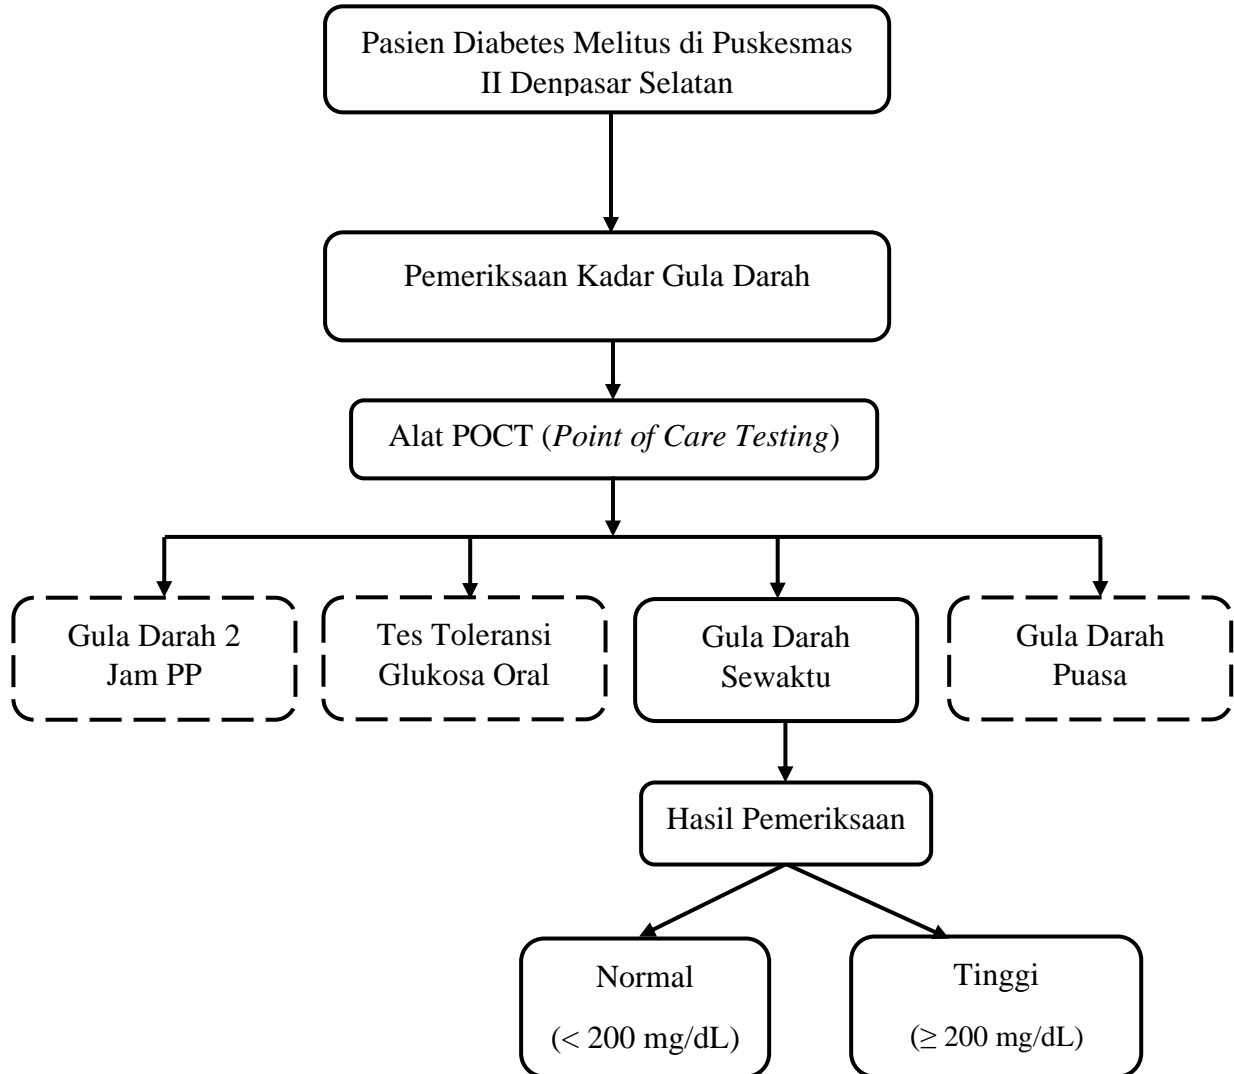 Pasien Diabetes Melitus di Puskesmas
II Denpasar Selatan
Pemeriksaan Kadar Gula Darah
Alat POCT (Point of Care Testing)
Gula Darah 2
Jam PP
Tes Toleransi
Glukosa Oral
Gula Darah
Sewaktu
Gula Darah
Puasa
Hasil Pemeriksaan
Normal
(< 200 mg/dL)
Tinggi
(≥ 200 mg/dL)